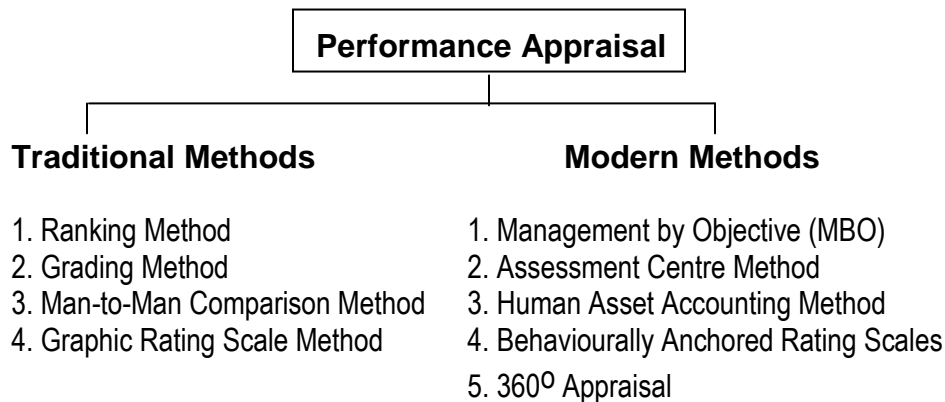 Performance Appraisal
Traditional Methods
1. Ranking Method
2. Grading Method
3. Man-to-Man Comparison Method
4. Graphic Rating Scale Method
Modern Methods
1. Management by Objective (MBO)
2. Assessment Centre Method
3. Human Asset Accounting Method
4. Behaviourally Anchored Rating Scales
5. 360⁰ Appraisal